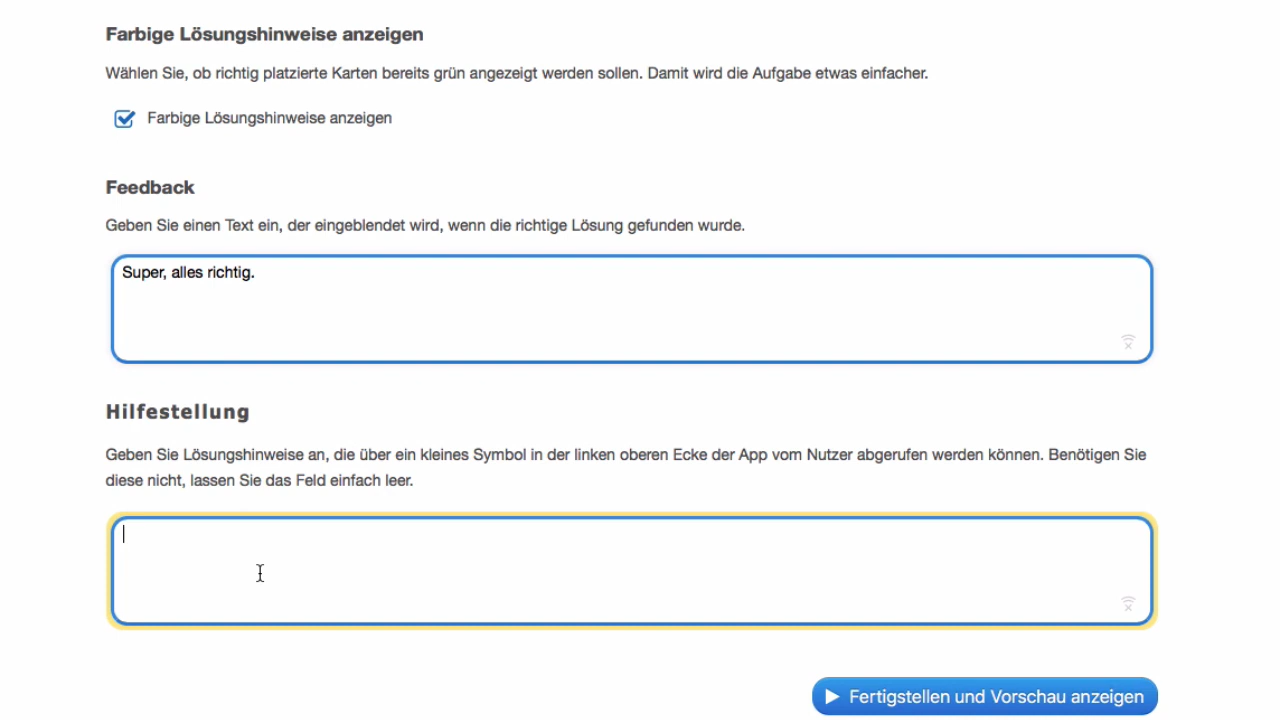 Farbige Lösungshinweise anzeigen
Wählen Sie, ob richtig platzierte Karten bereits grün angezeigt werden sollen. Damit wird die Aufgabe etwas einfacher.
Farbige Lösungshinweise anzeigen
Feedback
Geben Sie einen Text ein, der eingeblendet wird, wenn die richtige Lösung gefunden wurde.
Super, alles richtig.
Hilfestellung
Geben Sie Lösungshinweise an, die über ein kleines Symbol in der linken oberen Ecke der App vom Nutzer abgerufen werden können. Benötigen Sie
diese nicht, lassen Sie das Feld einfach leer.
Fertigstellen und Vorschau anzeigen